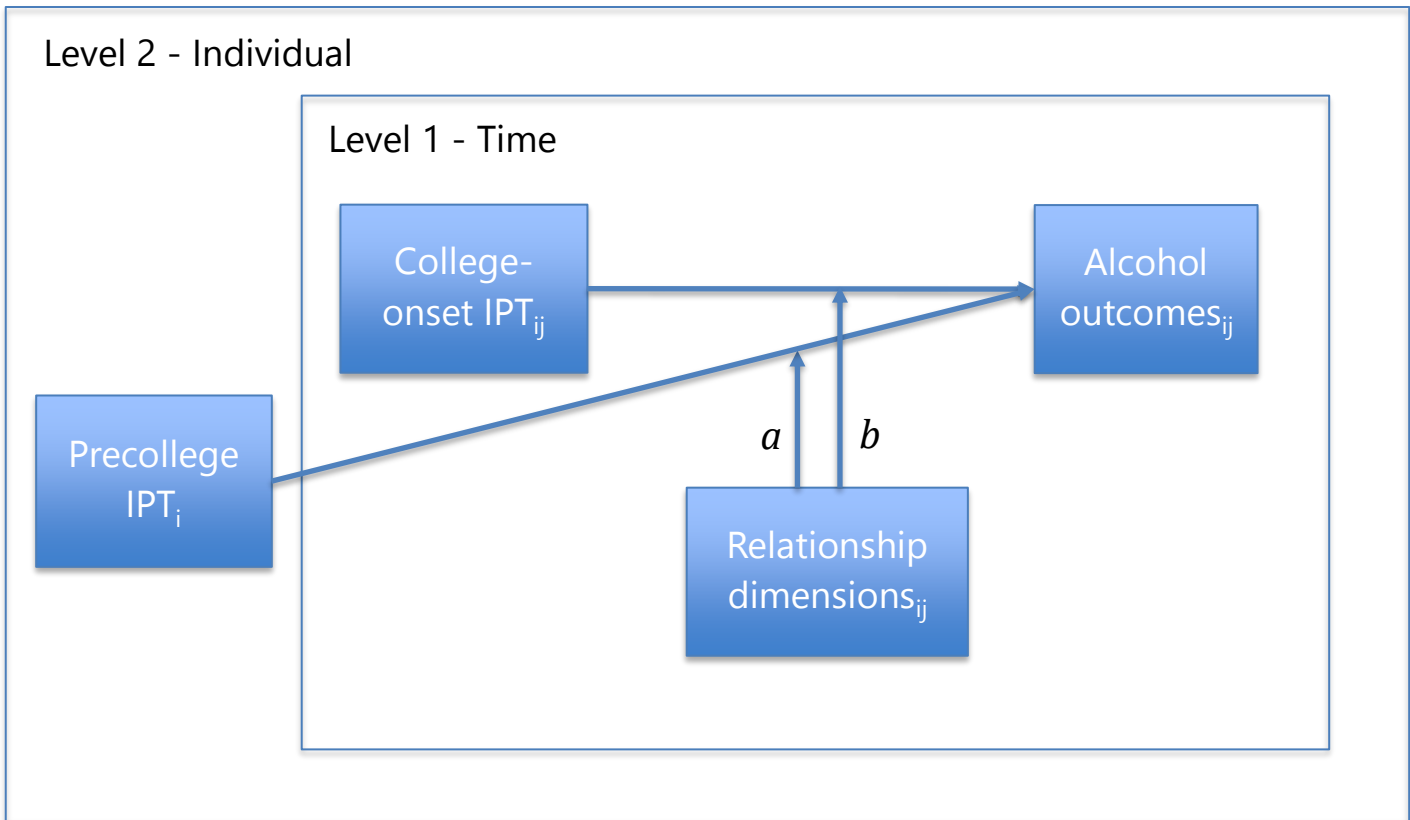 Level 2 - Individual
Level 1 - Time
College-
onset IPTij
Alcohol
outcomesij
Precollege
IPTi
a
b
Relationship
dimensionsij